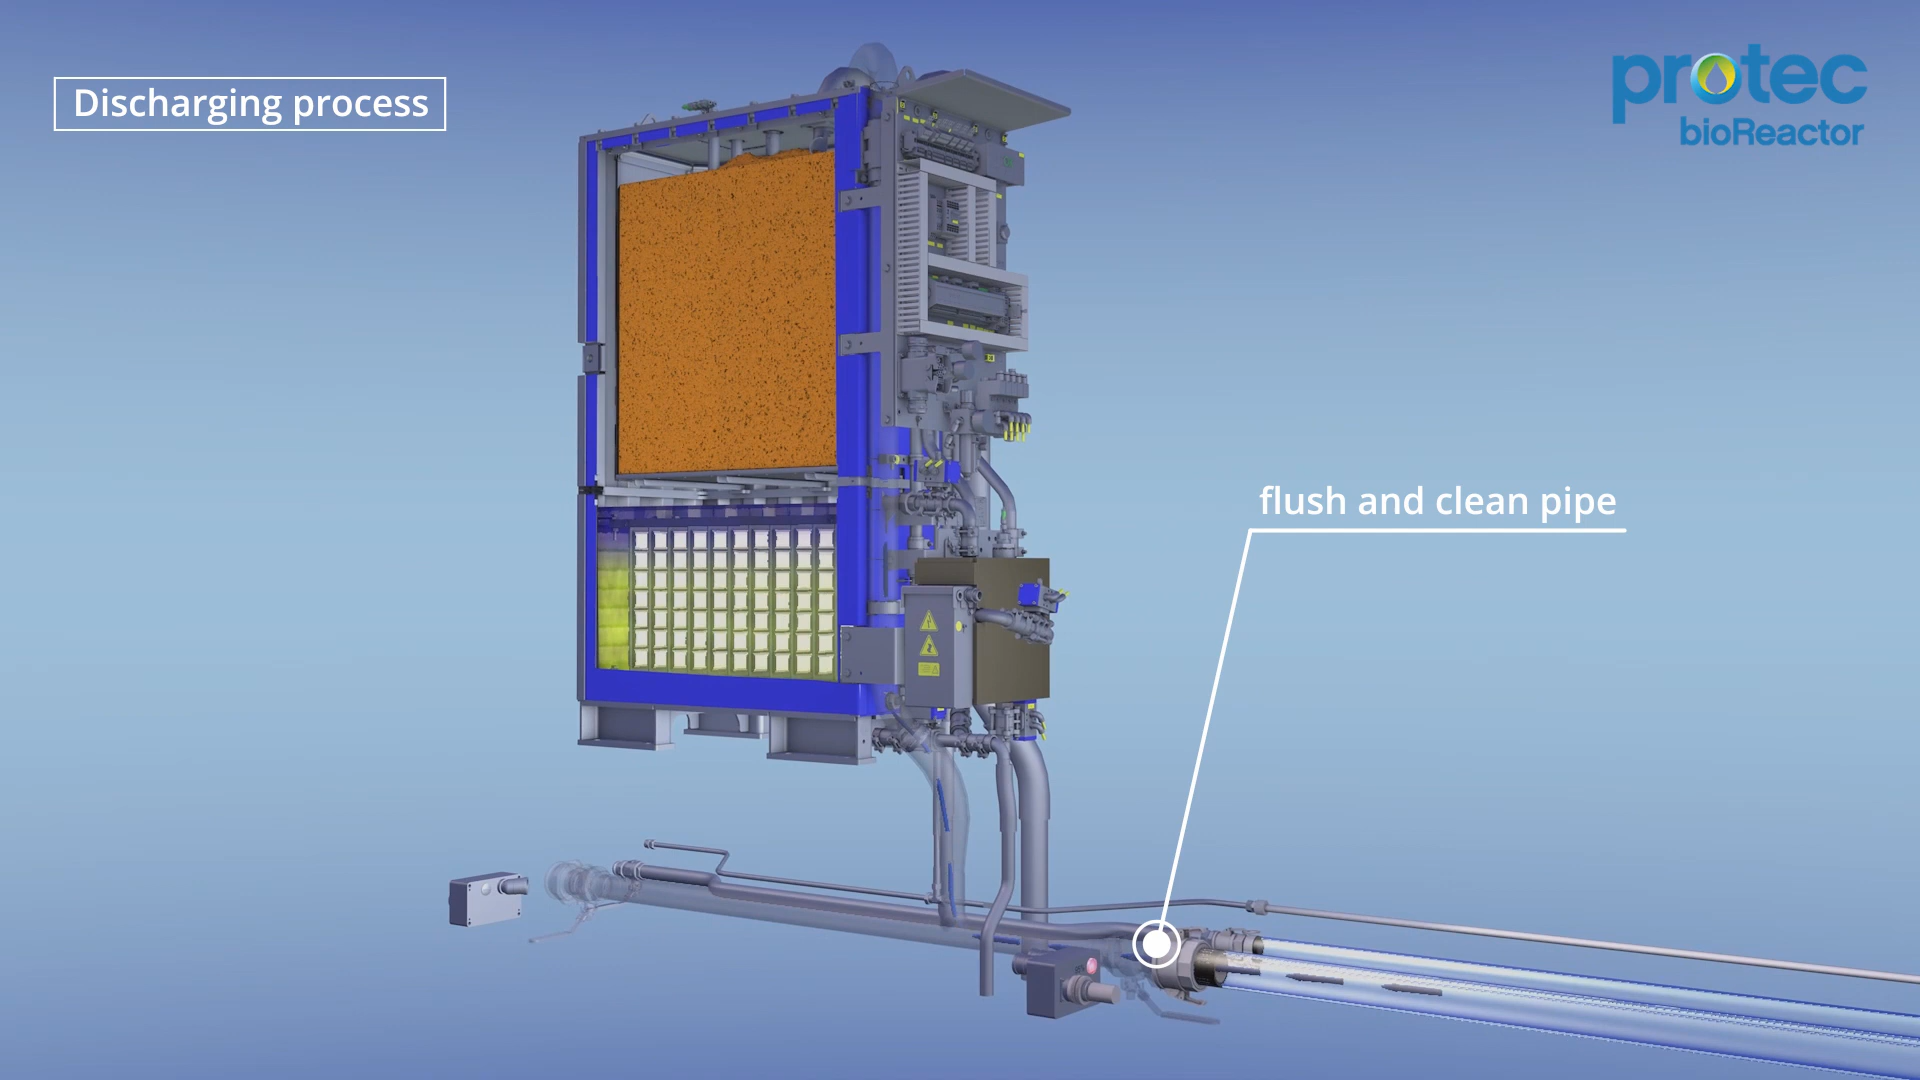 Discharging process
protec
bioReactor
flush and clean pipe